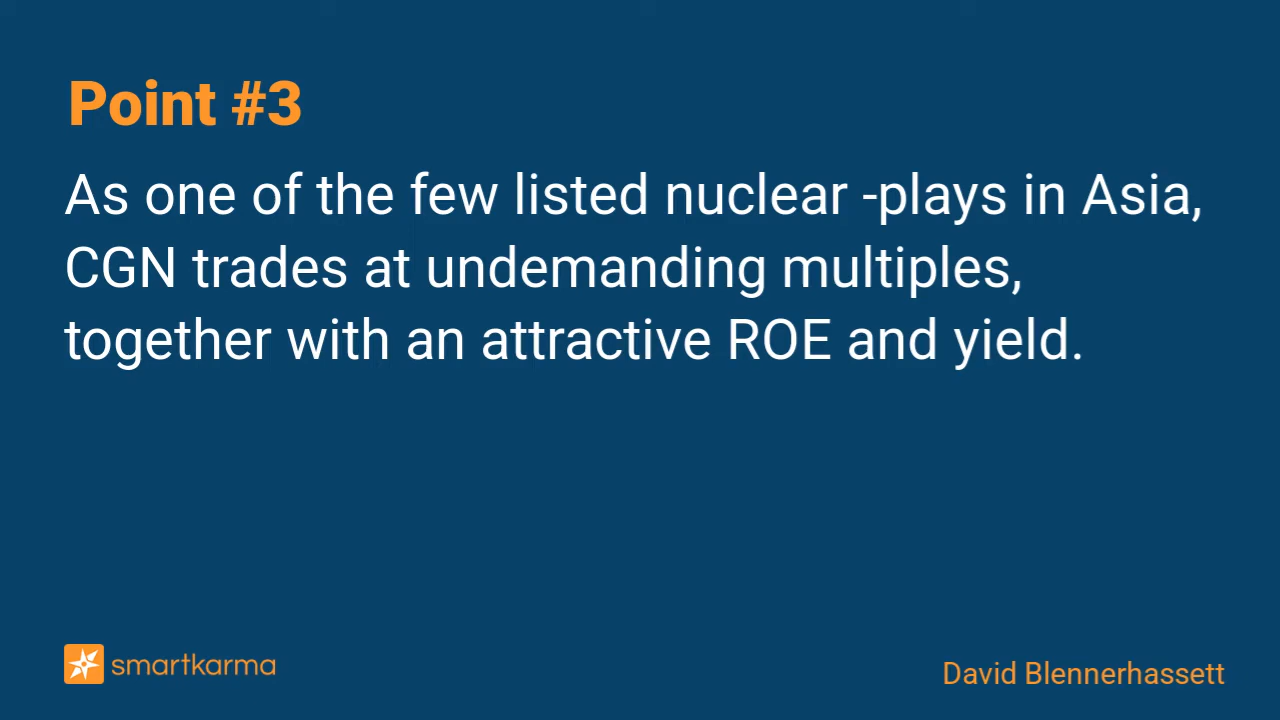 Point #3
As one of the few listed nuclear -plays in Asia,
CGN trades at undemanding multiples,
together with an attractive ROE and yield.
smartkarma
David Blennerhassett